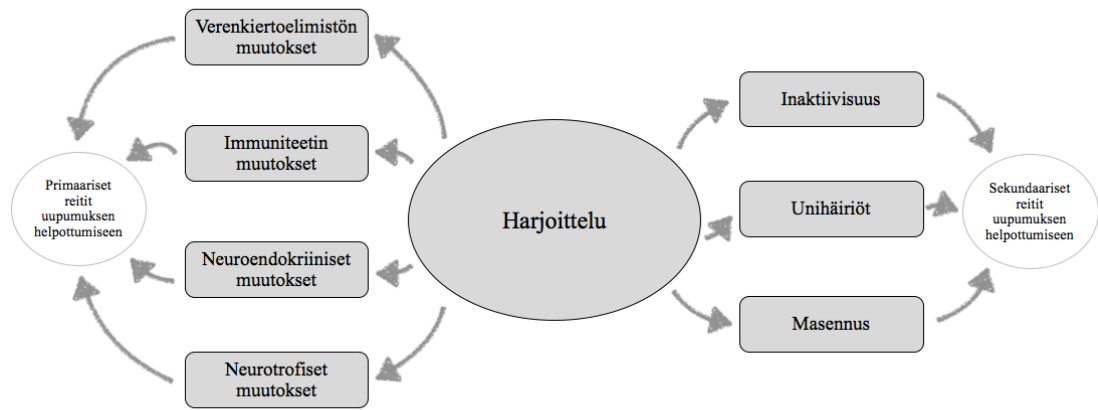 Verenkiertoelimistön
muutokset
Immuniteetin
muutokset
Primaariset
reitit
uupumuksen
helpottumiseen
Neuroendokriiniset
muutokset
Neurotrofiset
muutokset
Harjoittelu
Inaktiivisuus
Unihäiriöt
Masennus
Sekundaariset
reitit
uupumuksen
helpottumiseen